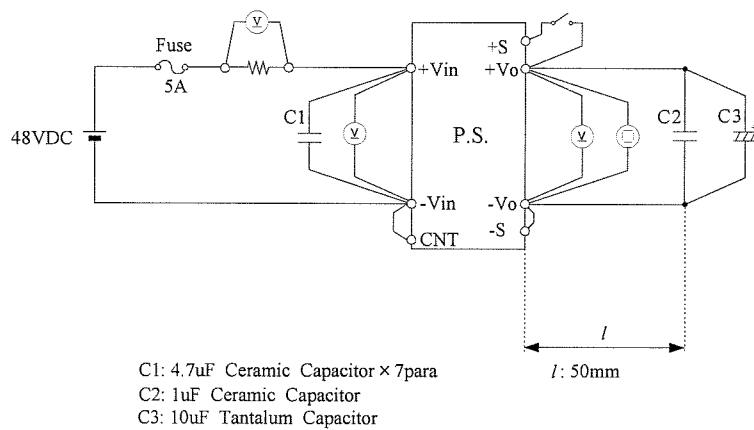 V
Fuse
5A
+S
+Vin
+Vo
C1
V
P.S.
V
C2
C3
+
48VDC
-Vin
-Vo
CNT
-S
l
C1: 4.7uF Ceramic Capacitor × 7para
l: 50mm
C2: 1uF Ceramic Capacitor
C3: 10uF Tantalum Capacitor